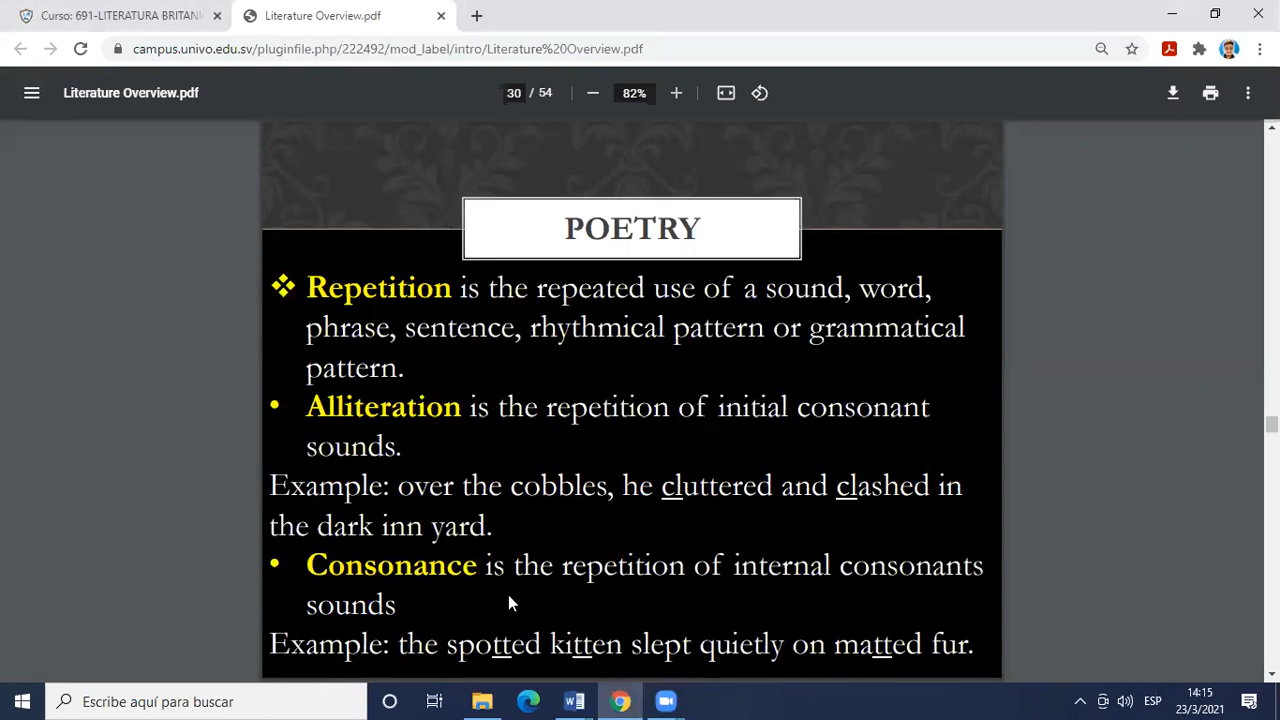 Curso: 691-LITERATURA BRITANI
Literature Overview.pdf
campus.univo.edu.sv/pluginfile.php/222492/mod_label/intro/Literature%20Overview.pdf
Literature Overview.pdf
30 / 54
82%
POETRY
❖ Repetition is the repeated use of a sound, word,
phrase, sentence, rhythmical pattern or grammatical
pattern.
• Alliteration is the repetition of initial consonant
sounds.
Example: over the cobbles, he cluttered and clashed in
the dark inn yard.
• Consonance is the repetition of internal consonants
sounds
Example: the spotted kitten slept quietly on matted fur.
Escribe aquí para buscar
ESP
14:15
23/3/2021